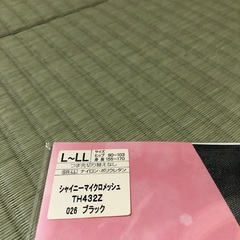 L~LL
サイズ
ヒップ 90~103
身長 155~170
つま先切り替えなし
ナイロン・ポリウレタン
シャイニーマイクロメッシュ
TH432Z
026 ブラック